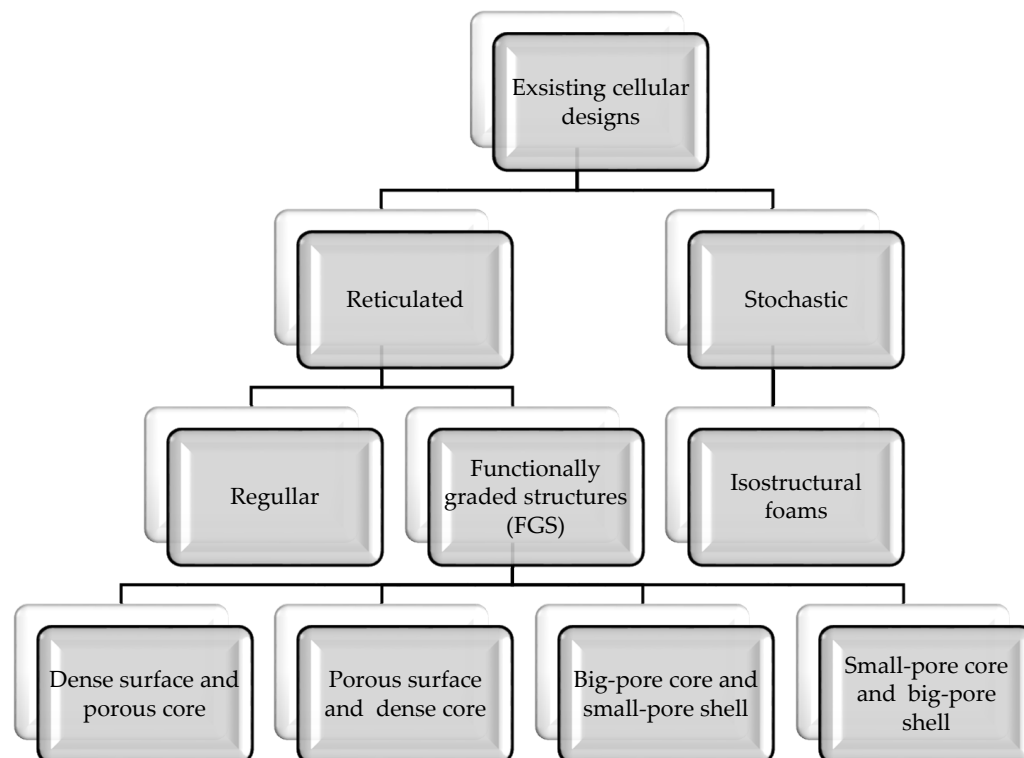 Exsisting cellular
designs
Reticulated
Stochastic
Regullar
Functionally
graded structures
(FGS)
Isostructural
foams
Dense surface and
porous core
Porous surface
and dense core
Big-pore core and
small-pore shell
Small-pore core
and big-pore
shell